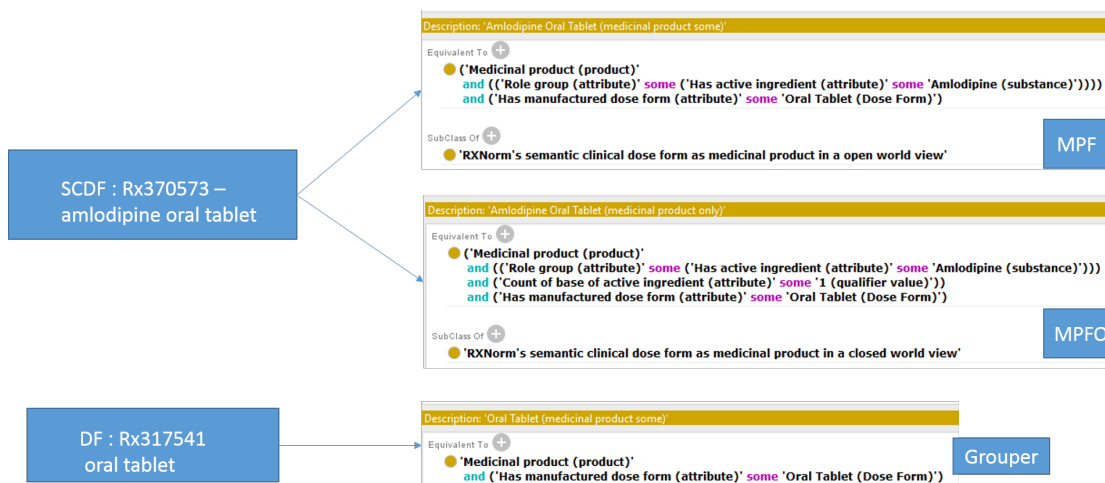 Description: 'Amlodipine Oral Tablet (medicinal product some)'
Equivalent To
('Medicinal product (product)'
and (('Role group (attribute)' some ('Has active ingredient (attribute)' some 'Amlodipine (substance)'))))
and ('Has manufactured dose form (attribute)' some 'Oral Tablet (Dose Form)')
SubClass Of
'RXNorm's semantic clinical dose form as medicinal product in a open world view'
MPF
SCDF : Rx370573 –
amlodipine oral tablet
Description: 'Amlodipine Oral Tablet (medicinal product only)'
Equivalent To
('Medicinal product (product)'
and (('Role group (attribute)' some ('Has active ingredient (attribute)' some 'Amlodipine (substance)')))
and ('Count of base of active ingredient (attribute)' some '1 (qualifier value)'))
and ('Has manufactured dose form (attribute)' some 'Oral Tablet (Dose Form)')
SubClass Of
'RXNorm's semantic clinical dose form as medicinal product in a closed world view'
MPFO
DF : Rx317541
oral tablet
Description: 'Oral Tablet (medicinal product some)'
Equivalent To
'Medicinal product (product)'
and ('Has manufactured dose form (attribute)' some 'Oral Tablet (Dose Form)')
Grouper